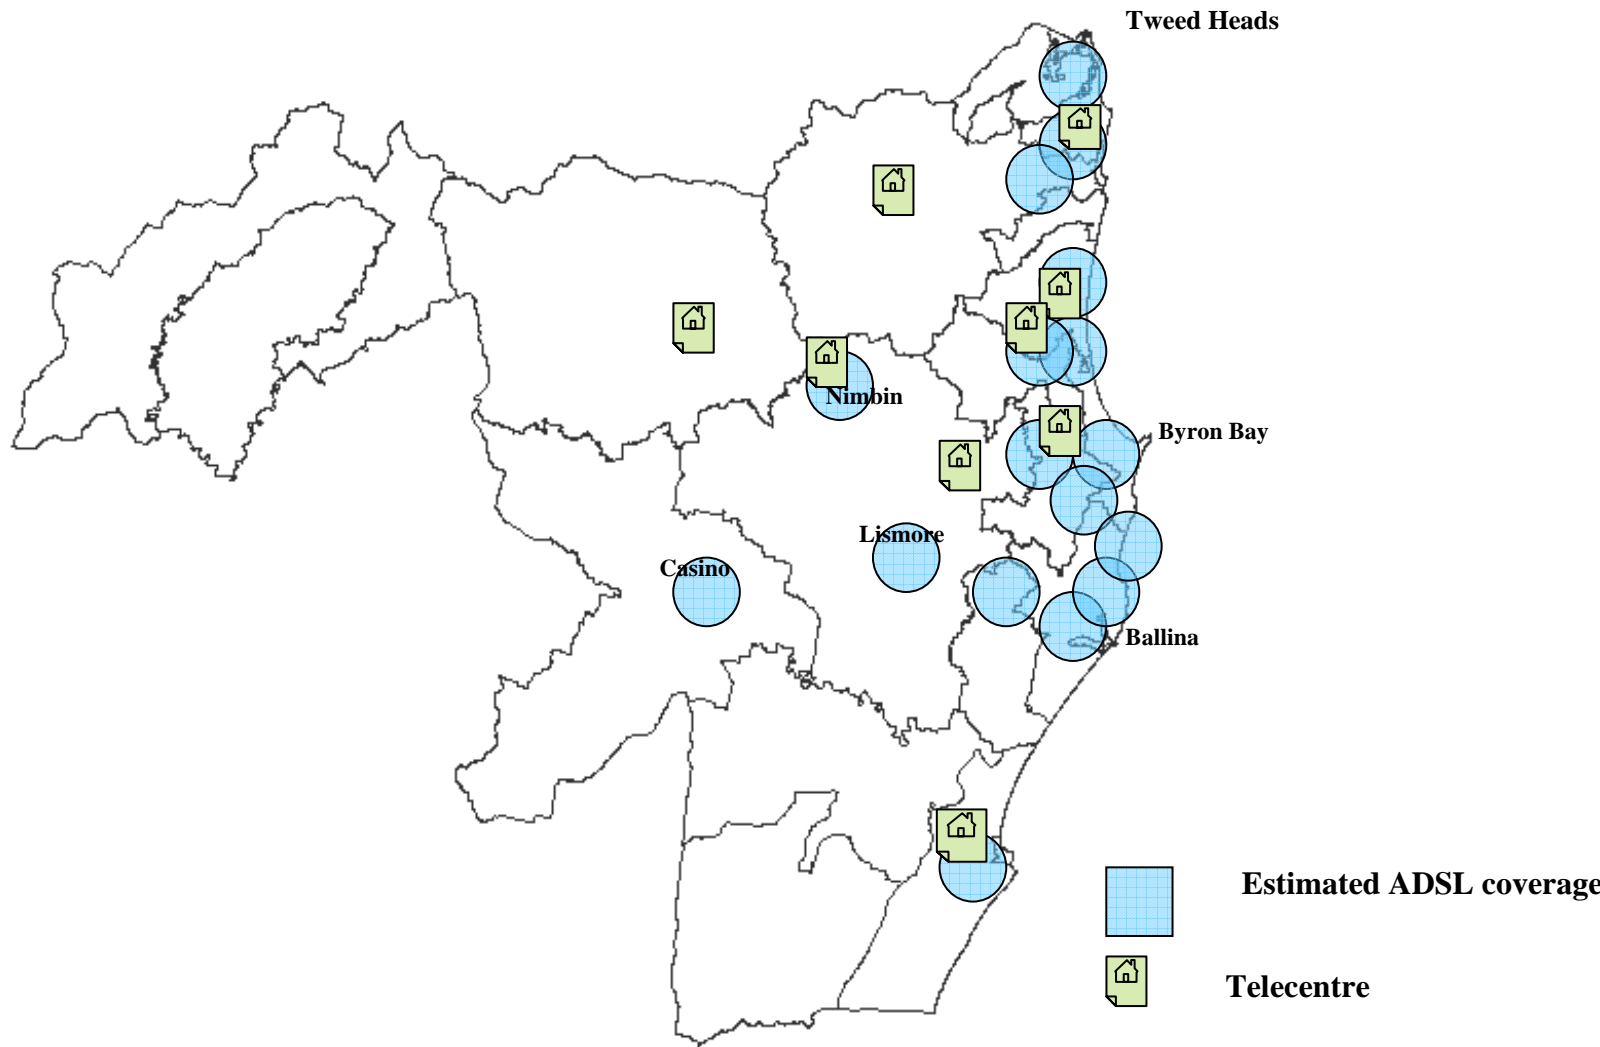 Tweed Heads
Nimbin
Byron Bay
Lismore
Casino
Ballina
Estimated ADSL coverage
Telecentre